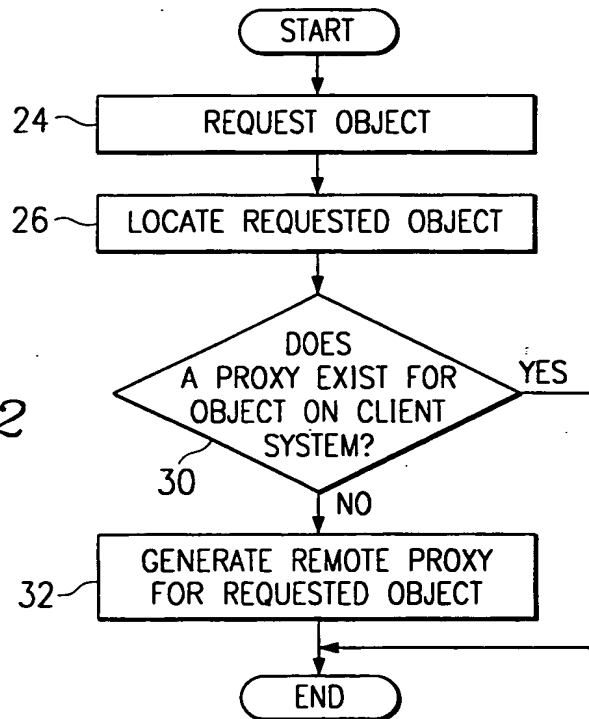 START
24
REQUEST OBJECT
26
LOCATE REQUESTED OBJECT
DOES
A PROXY EXIST FOR
OBJECT ON CLIENT
SYSTEM?
YES
2
30
NO
32
GENERATE REMOTE PROXY
FOR REQUESTED OBJECT
END